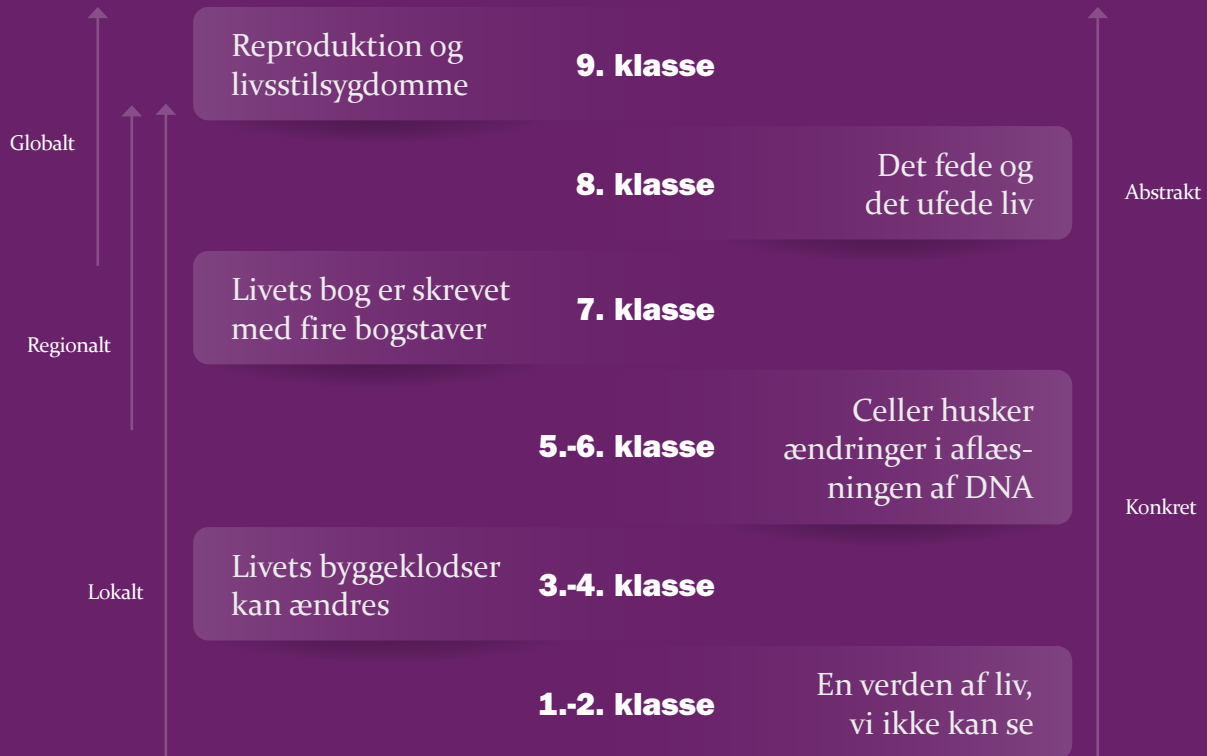 Reproduktion og
livsstilsygdomme
9. klasse
Globalt
8. klasse
Det fede og
det ufede liv
Abstrakt
Livets bog er skrevet
med fire bogstaver
7. klasse
Regionalt
5.-6. klasse
Celler husker
ændringer i aflæs-
ningen af DNA
Konkret
Livets byggeklodser
kan ændres
3.-4. klasse
Lokalt
1.-2. klasse
En verden af liv,
vi ikke kan se